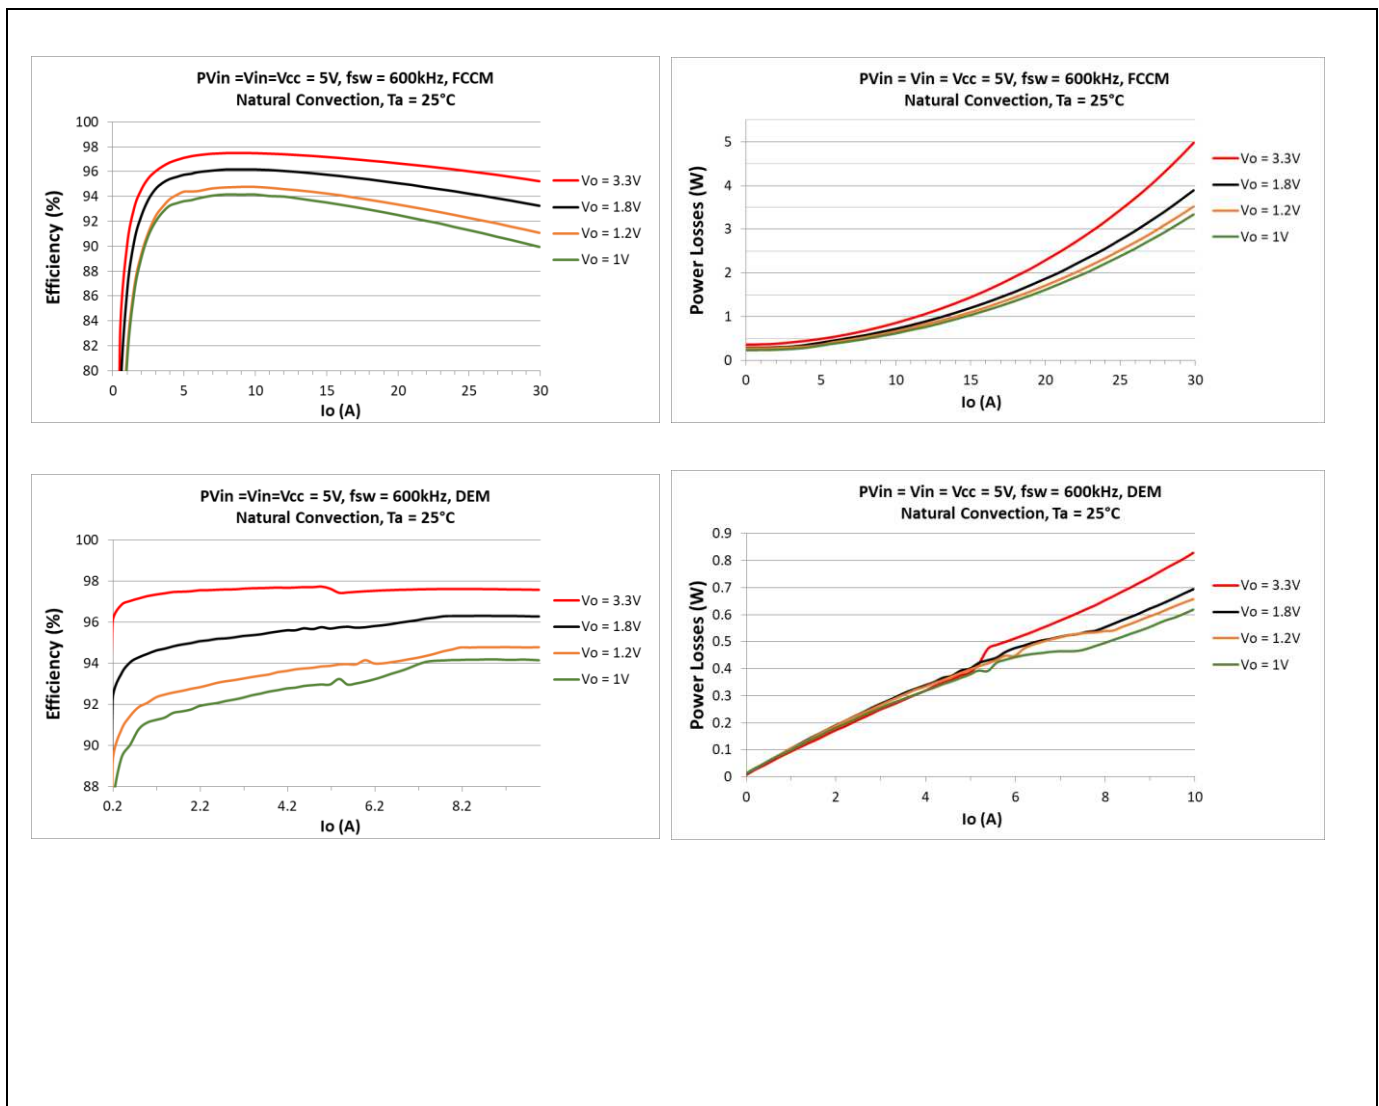 PVin =Vin=Vcc = 5V, fsw = 600kHz, FCCM
Natural Convection, Ta = 25°C
Efficiency (%)
100
98
96
94
92
90
88
86
84
82
80
0
5
10
15
20
25
30
Io (A)
Vo = 3.3V
Vo = 1.8V
Vo = 1.2V
Vo = 1V
PVin = Vin = Vcc = 5V, fsw = 600kHz, FCCM
Natural Convection, Ta = 25°C
Power Losses (W)
5
4
3
2
1
0
0
5
10
15
20
25
30
Io (A)
Vo = 3.3V
Vo = 1.8V
Vo = 1.2V
Vo = 1V
PVin =Vin=Vcc = 5V, fsw = 600kHz, DEM
Natural Convection, Ta = 25°C
Efficiency (%)
100
98
96
94
92
90
88
0.2
2.2
4.2
6.2
8.2
Io (A)
Vo = 3.3V
Vo = 1.8V
Vo = 1.2V
Vo = 1V
PVin = Vin = Vcc = 5V, fsw = 600kHz, DEM
Natural Convection, Ta = 25°C
Power Losses (W)
0.9
0.8
0.7
0.6
0.5
0.4
0.3
0.2
0.1
0
0
2
4
6
8
10
Io (A)
Vo = 3.3V
Vo = 1.8V
Vo = 1.2V
Vo = 1V